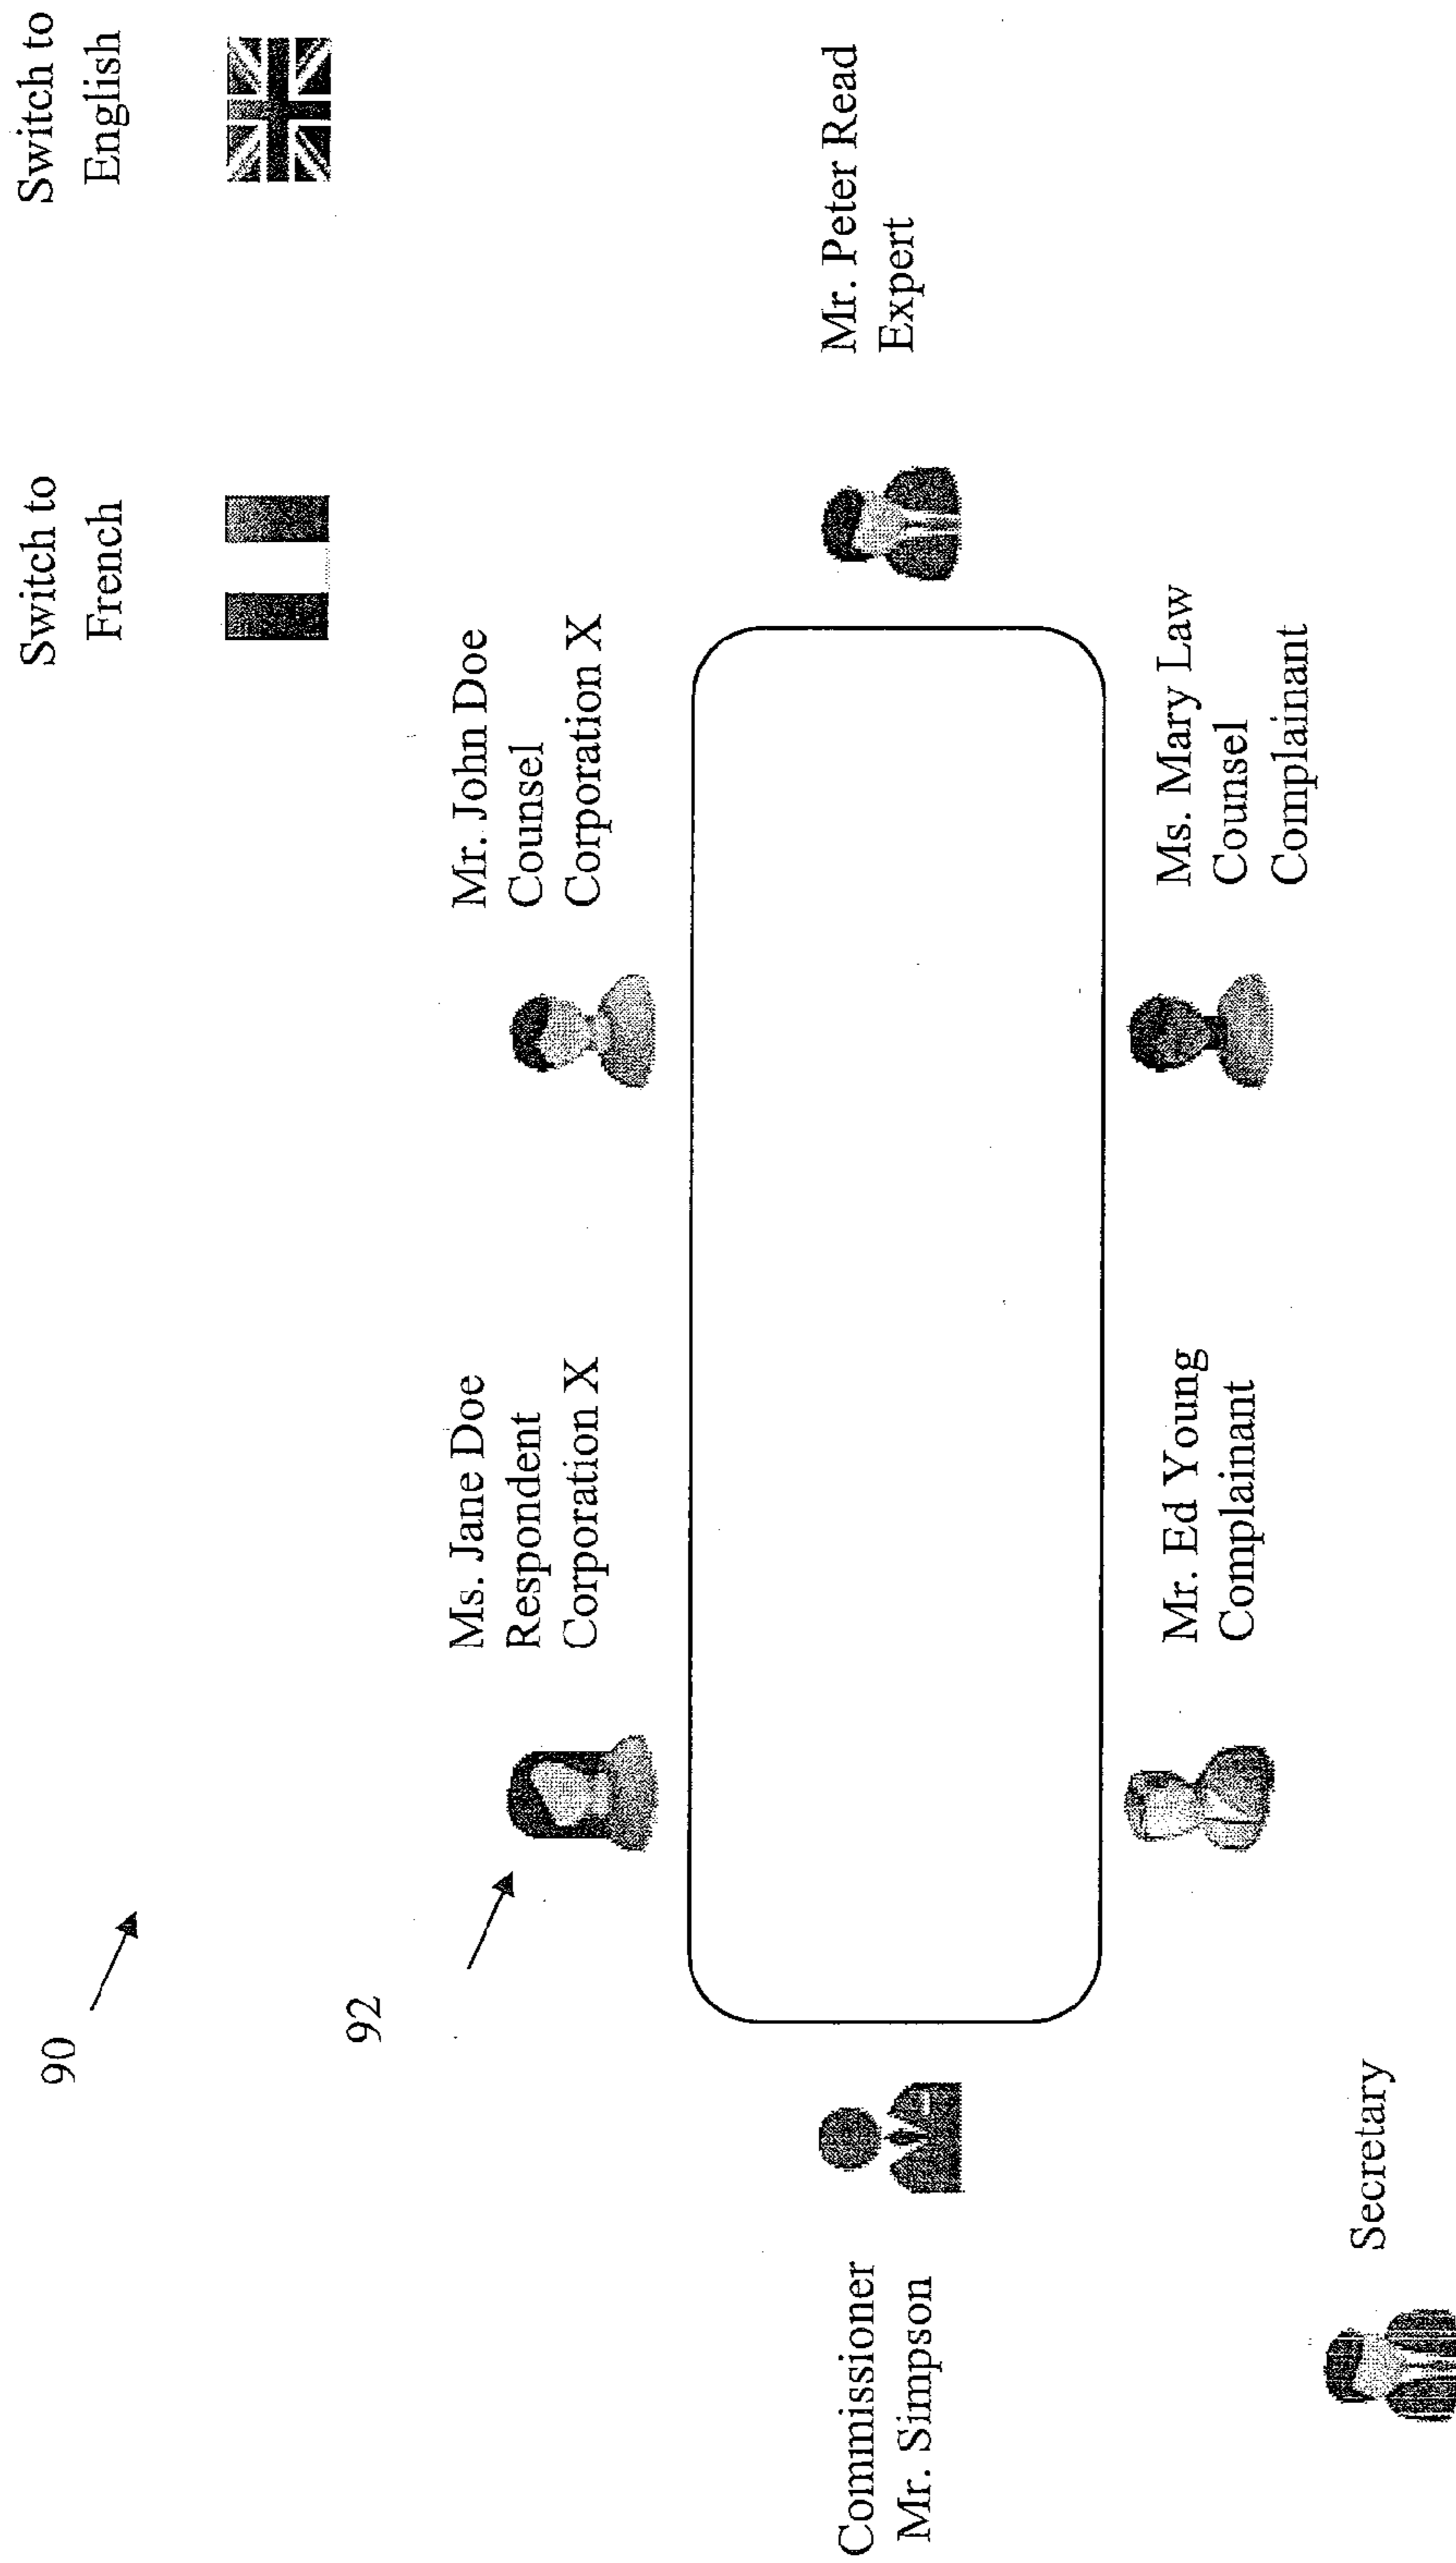 90
Switch to
French
Switch to
English
92
Ms. Jane Doe
Respondent
Corporation X
Mr. John Doe
Counsel
Corporation X
Commissioner
Mr. Simpson
Mr. Peter Read
Expert
Mr. Ed Young
Complainant
Ms. Mary Law
Counsel
Complainant
Secretary